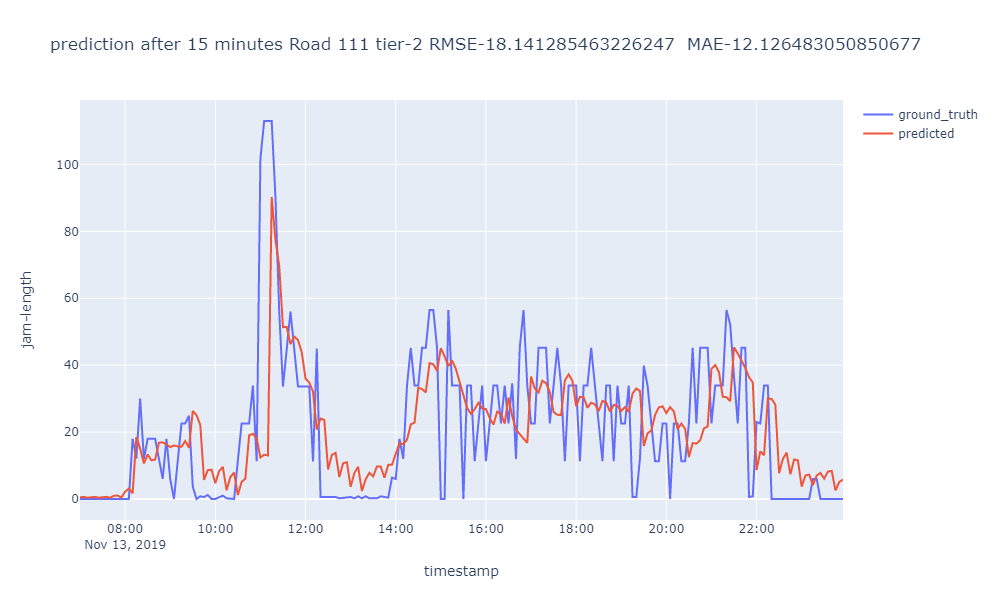 prediction after 15 minutes Road 111 tier-2 RMSE-18.141285463226247  MAE-12.126483050850677
ground_truth
predicted
100
80
60
40
20
0
jam-length
08:00 10:00 12:00 14:00 16:00 18:00 20:00 22:00
Nov 13, 2019
timestamp